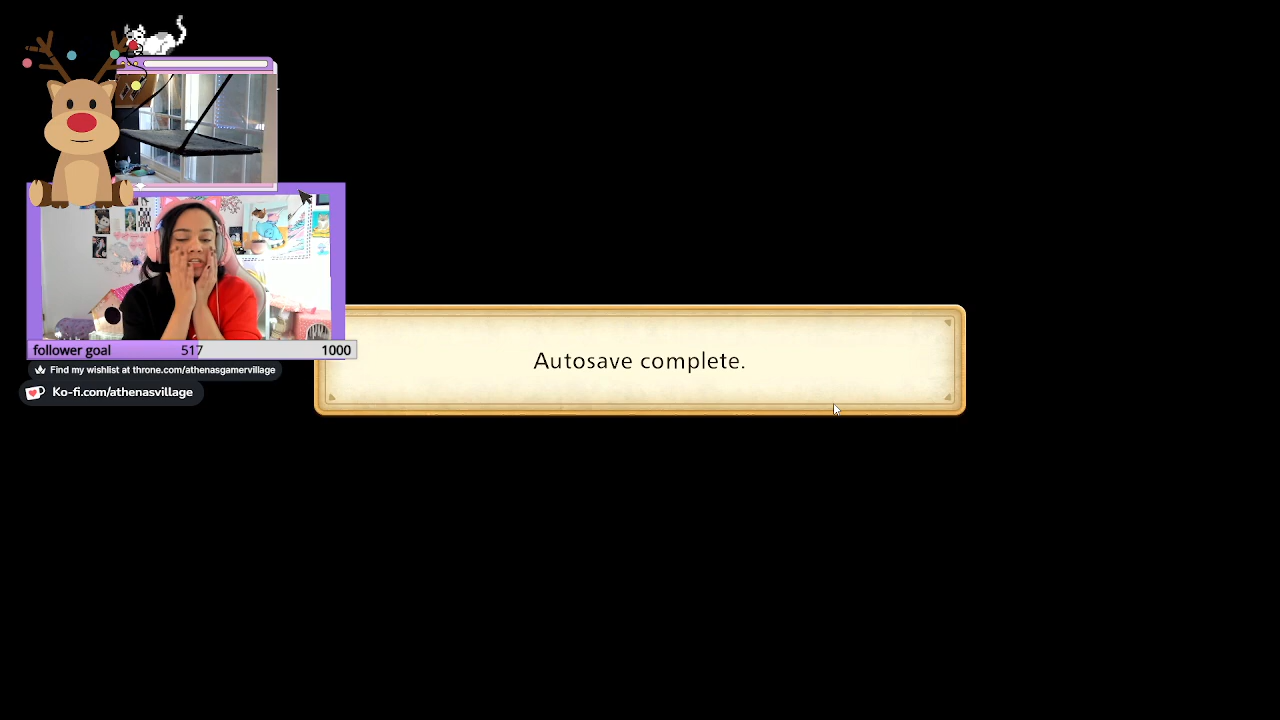 follower goal 517 1000
Find my wishlist at throne.com/athenasgamervillage
Ko-fi.com/athenasvillage
Autosave complete.